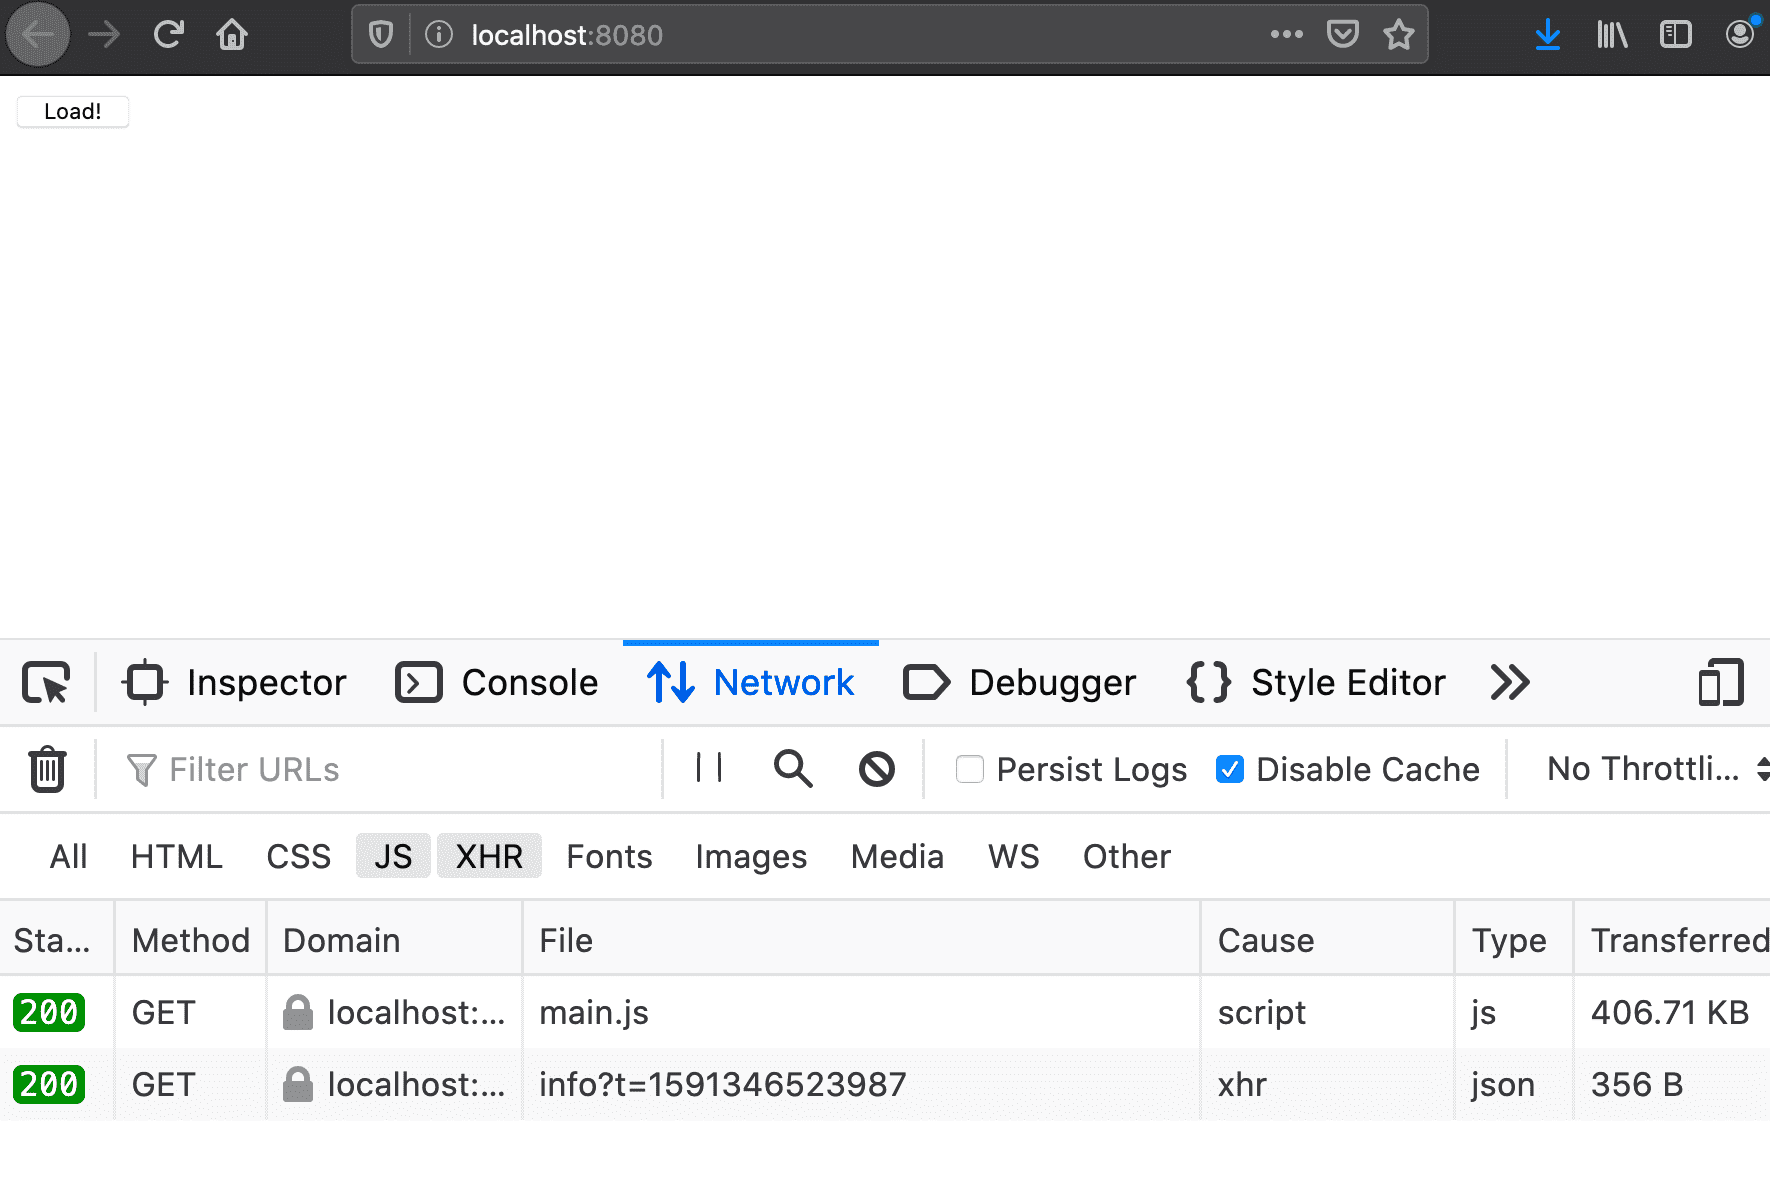 localhost:8080
Load!
Inspector Console Network Debugger Style Editor
Filter URLs Persist Logs Disable Cache No Throttli...
All HTML CSS JS XHR Fonts Images Media WS Other
Sta... Method Domain File Cause Type Transferred
200 GET localhost:... main.js script js 406.71 KB
200 GET localhost:... info?t=1591346523987 xhr json 356 B